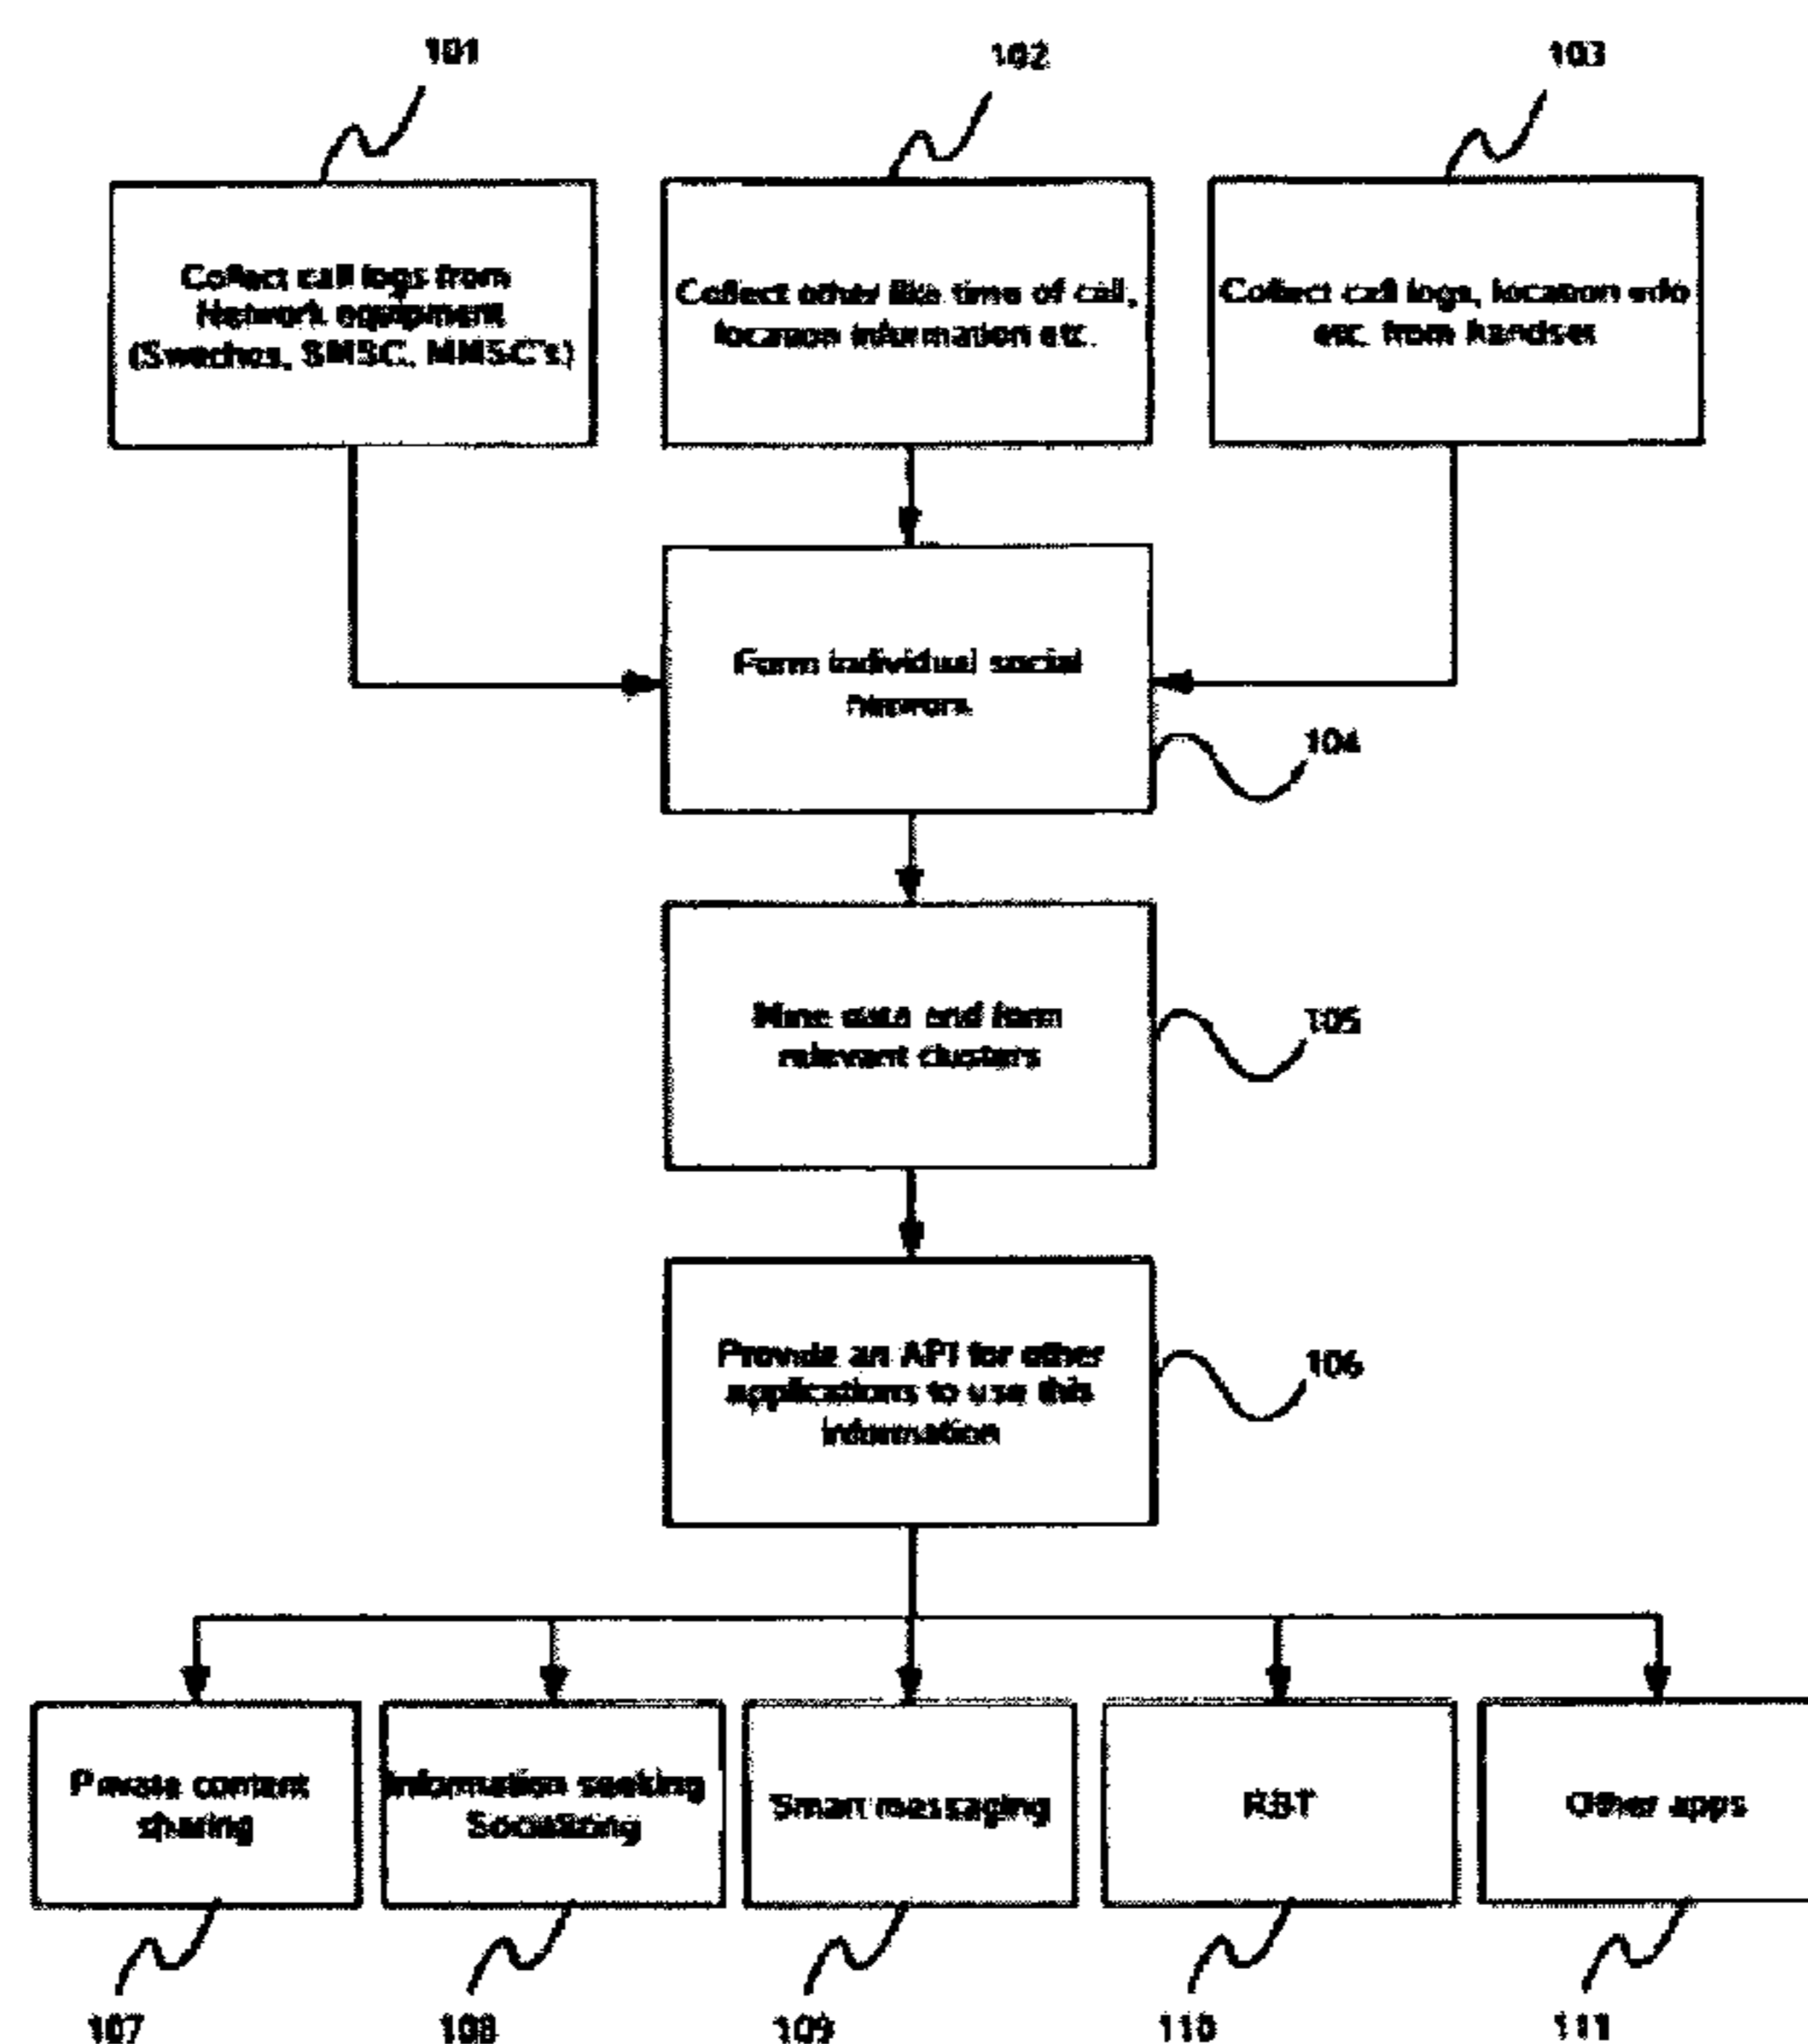 101
102
103
Collect call logs from
Network equipment
(Switches, SMSC, MMSC's)
Collect other like time of call,
location information etc.
Collect call logs, location info
etc. from handset
Form individual social
Network
104
Mine data and form
relevant clusters
105
Provide an API for other
applications to use this
information
106
Private content
sharing
Information seeking
Socializing
Smart messaging
RBT
Other apps
107
108
109
110
111